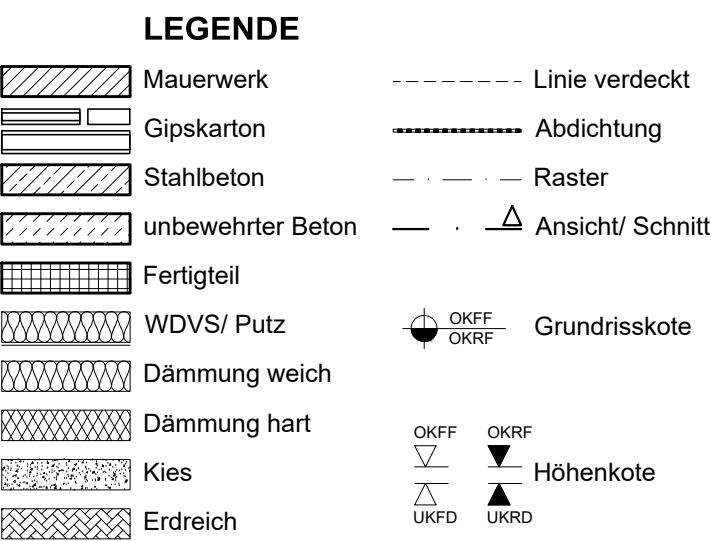 LEGENDE
Mauerwerk
Gipskarton
Stahlbeton
unbewehrter Beton
Fertigteil
WDVS/ Putz
Dämmung weich
Dämmung hart
Kies
Erdreich
Linie verdeckt
Abdichtung
Raster
Ansicht/ Schnitt
OKFF
OKRF
Grundrisskote
OKFF OKRF
Höhenkote
UKFD UKRD